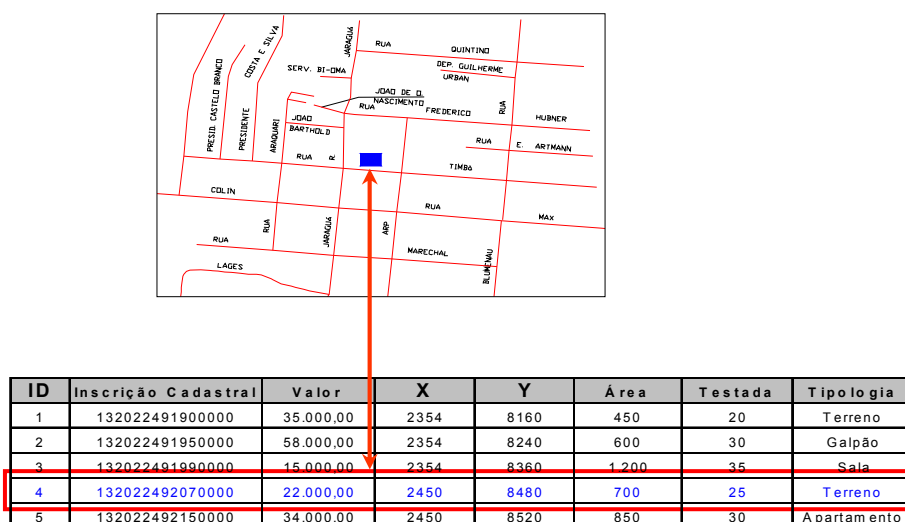 RUA
QUINTINO
JARAGUÁ
COSTA E SILVA
DEP. GUILHERME
URBAN
SERV. BI-OMA
PRESID. CASTELO BRANCO
JOAO DE D.
NASCIMENTO
RUA
FREDERICO
RUA
HUBNER
PRESIDENTE
ARAQUARI
JOAO
BARTHOLD
RUA
E. ARTMANN
RUA
R.
TIMBÓ
COLIN
RUA
MAX
RUA
JARAGUÁ
ARP
RUA
MARECHAL
BLUMENAU
LAGES
ID Inscrição Cadastral Valor X Y Área Testada Tipologia
1 132022491900000 35.000,00 2354 8160 450 20 Terreno
2 132022491950000 58.000,00 2354 8240 600 30 Galpão
3 132022491990000 15.000,00 2354 8360 1.200 35 Sala
4 132022492070000 22.000,00 2450 8480 700 25 Terreno
5 132022492150000 34.000,00 2450 8520 850 30 Apartamento